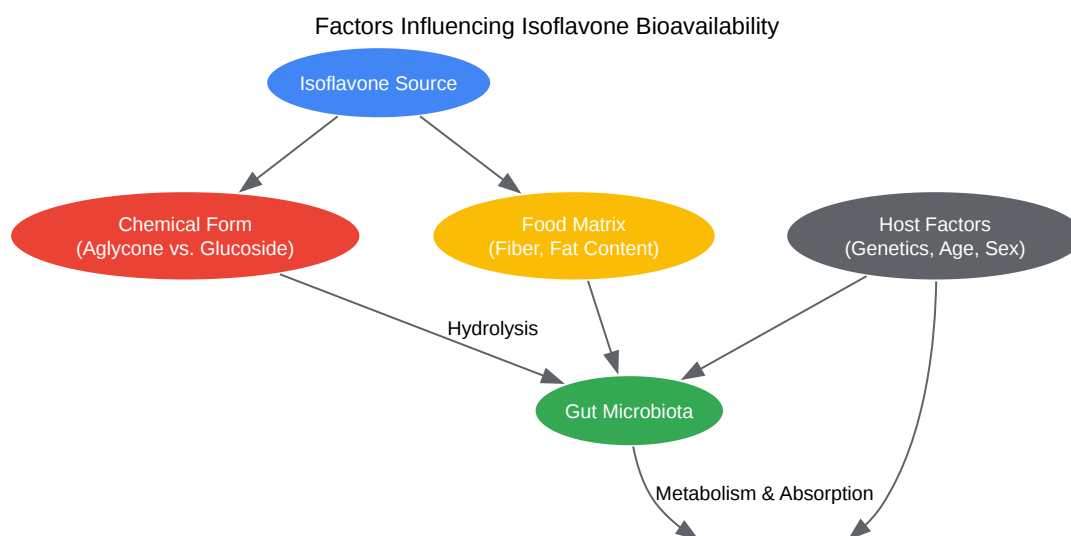 Factors Influencing Isoflavone Bioavailability
Isoflavone Source
Chemical Form
(Aglycone vs. Glucoside)
Food Matrix
(Fiber, Fat Content)
Host Factors
(Genetics, Age, Sex)
Hydrolysis
Gut Microbiota
Metabolism & Absorption